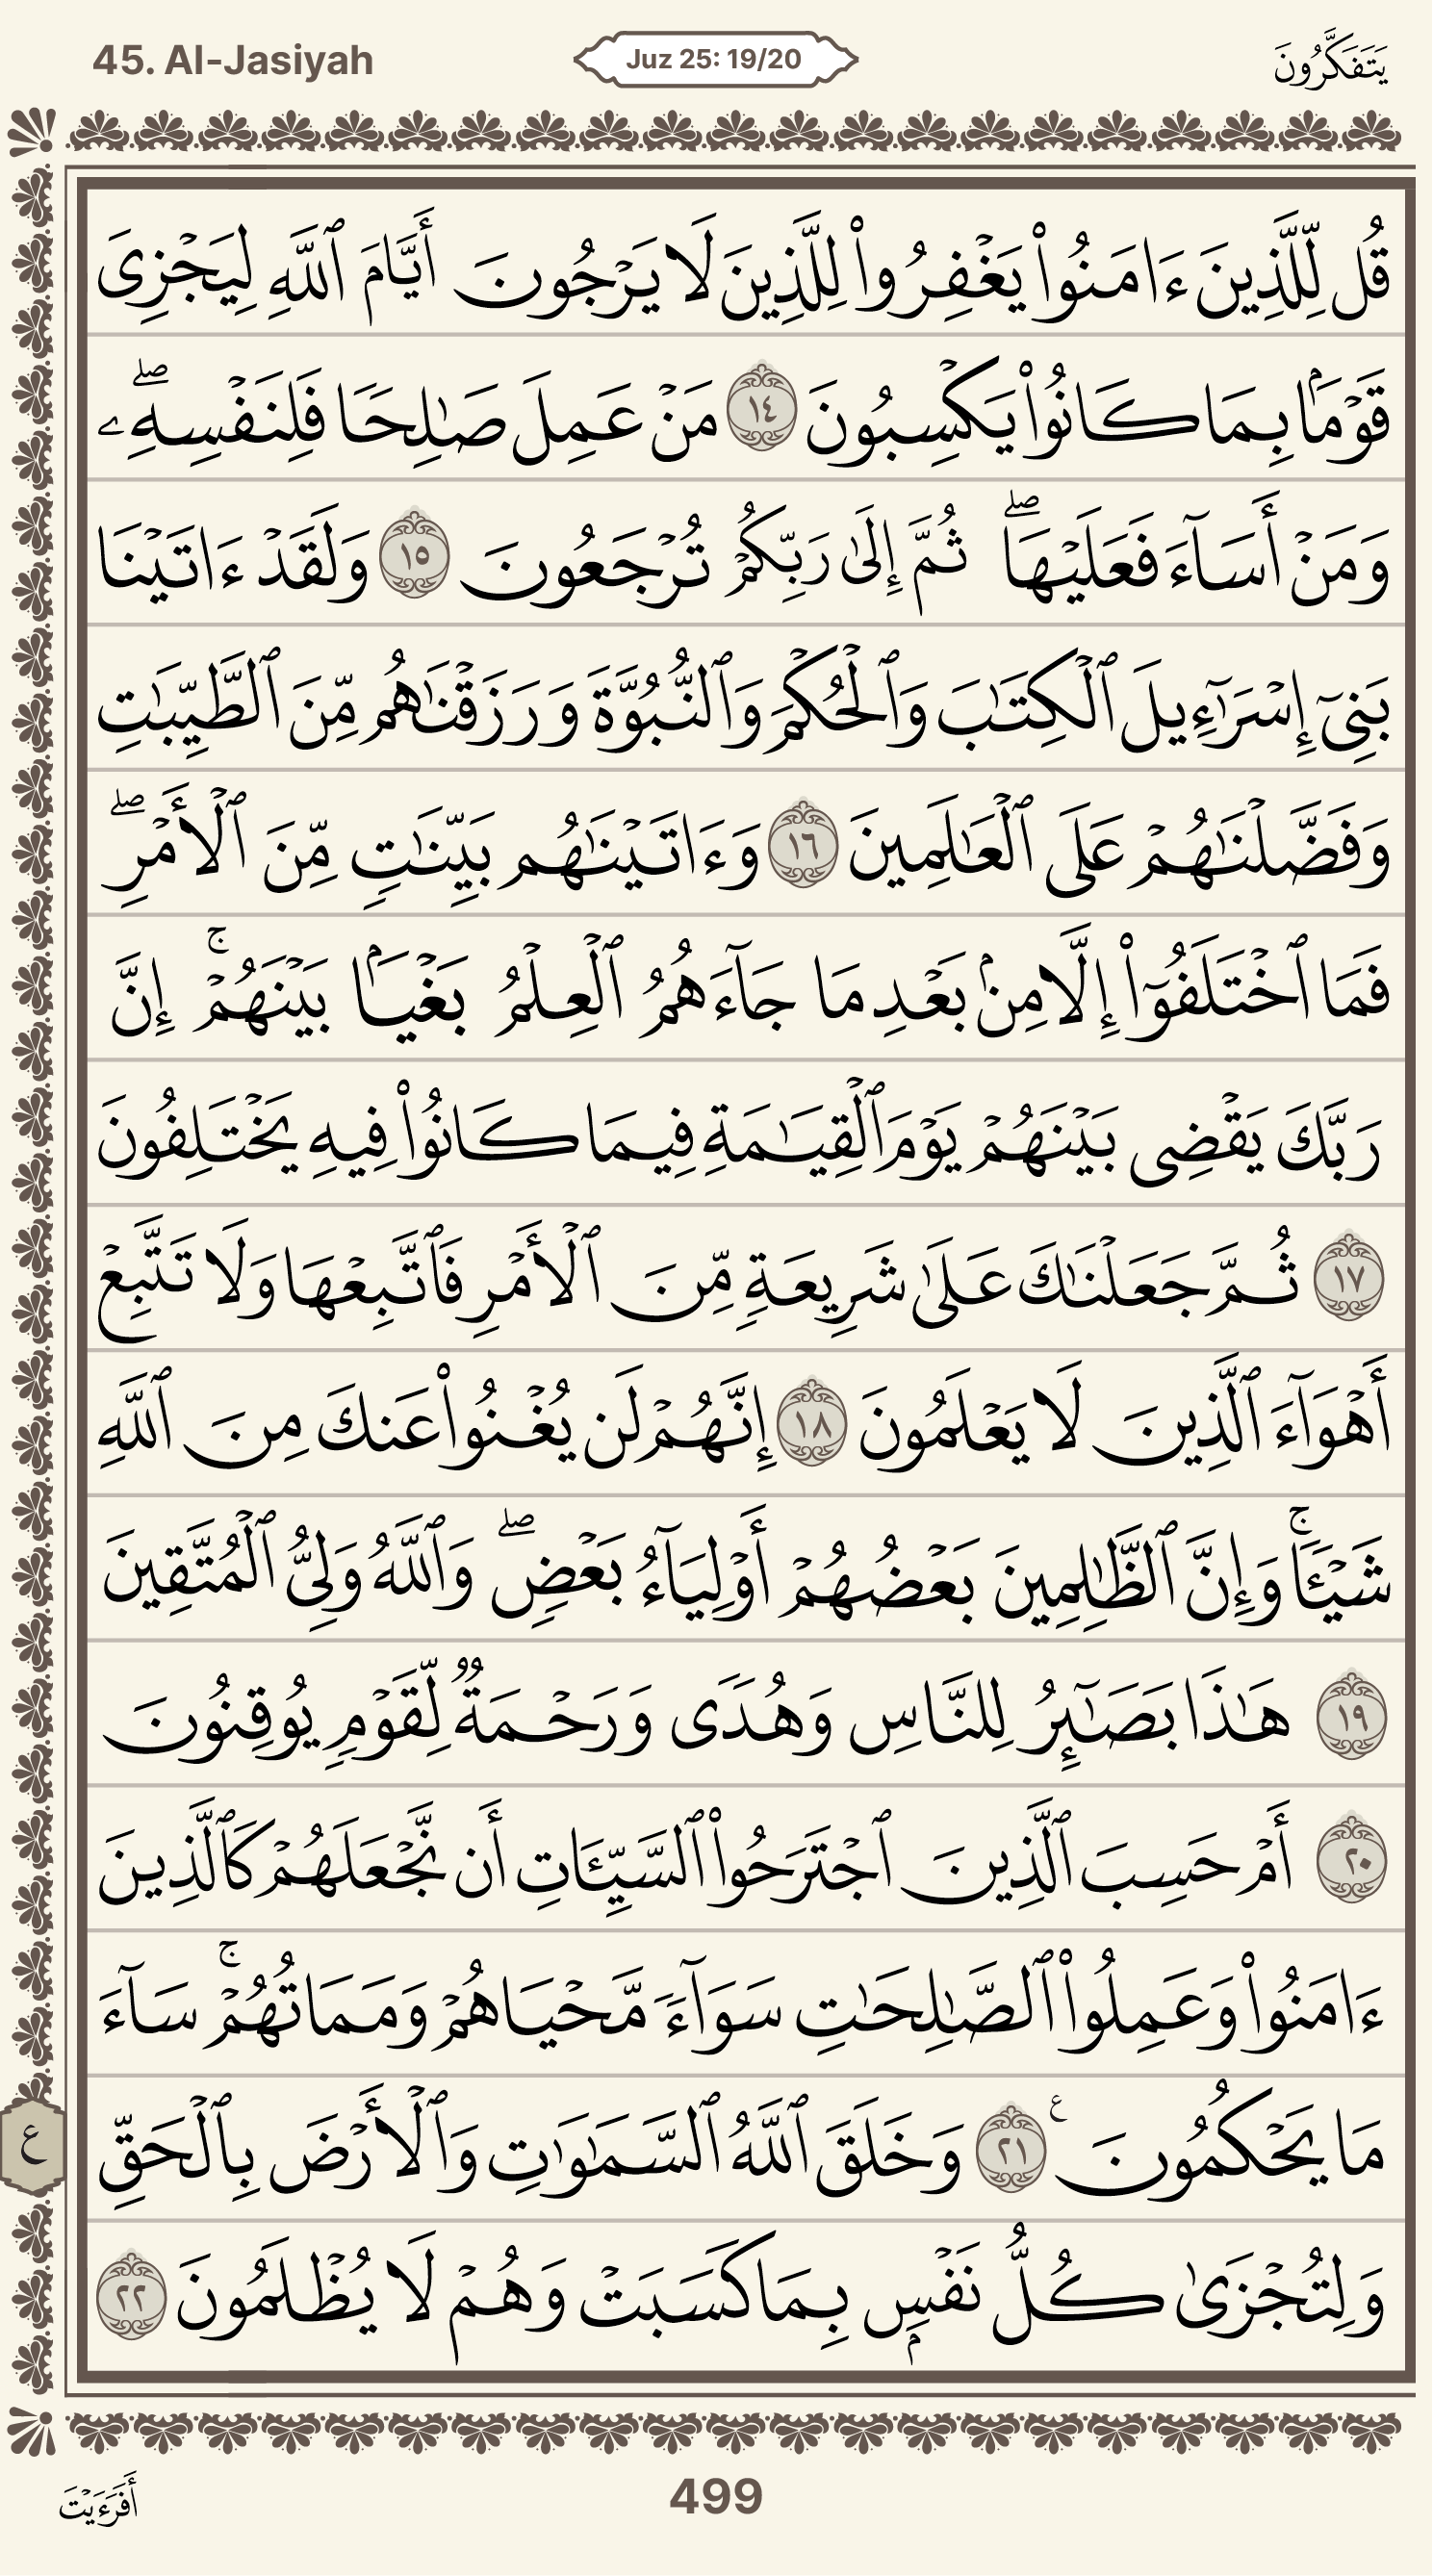 45. Al-Jasiyah
Juz 25: 19/20
يَتَفَكَّرُونَ
قُل لِّلَّذِينَ ءَامَنُوا۟ يَغْفِرُوا۟ لِلَّذِينَ لَا يَرْجُونَ أَيَّامَ ٱللَّهِ لِيَجْزِىَ
قَوْمًۢا بِمَا كَانُوا۟ يَكْسِبُونَ ١٤ مَنْ عَمِلَ صَـٰلِحًا فَلِنَفْسِهِۦ ۖ
وَمَنْ أَسَآءَ فَعَلَيْهَا ۖ ثُمَّ إِلَىٰ رَبِّكُمْ تُرْجَعُونَ ١٥ وَلَقَدْ ءَاتَيْنَا
بَنِىٓ إِسْرَٰٓءِيلَ ٱلْكِتَـٰبَ وَٱلْحُكْمَ وَٱلنُّبُوَّةَ وَرَزَقْنَـٰهُم مِّنَ ٱلطَّيِّبَـٰتِ
وَفَضَّلْنَـٰهُمْ عَلَى ٱلْعَـٰلَمِينَ ١٦ وَءَاتَيْنَـٰهُم بَيِّنَـٰتٍ مِّنَ ٱلْأَمْرِ ۖ
فَمَا ٱخْتَلَفُوٓا۟ إِلَّا مِنۢ بَعْدِ مَا جَآءَهُمُ ٱلْعِلْمُ بَغْيًۢا بَيْنَهُمْ ۚ إِنَّ
رَبَّكَ يَقْضِى بَيْنَهُمْ يَوْمَ ٱلْقِيَـٰمَةِ فِيمَا كَانُوا۟ فِيهِ يَخْتَلِفُونَ
١٧ ثُمَّ جَعَلْنَـٰكَ عَلَىٰ شَرِيعَةٍ مِّنَ ٱلْأَمْرِ فَٱتَّبِعْهَا وَلَا تَتَّبِعْ
أَهْوَآءَ ٱلَّذِينَ لَا يَعْلَمُونَ ١٨ إِنَّهُمْ لَن يُغْنُوا۟ عَنكَ مِنَ ٱللَّهِ
شَيْـًٔا ۚ وَإِنَّ ٱلظَّـٰلِمِينَ بَعْضُهُمْ أَوْلِيَآءُ بَعْضٍ ۖ وَٱللَّهُ وَلِىُّ ٱلْمُتَّقِينَ
١٩ هَـٰذَا بَصَـٰٓئِرُ لِلنَّاسِ وَهُدًى وَرَحْمَةٌ لِّقَوْمٍ يُوقِنُونَ
٢٠ أَمْ حَسِبَ ٱلَّذِينَ ٱجْتَرَحُوا۟ ٱلسَّيِّـَٔاتِ أَن نَّجْعَلَهُمْ كَٱلَّذِينَ
ءَامَنُوا۟ وَعَمِلُوا۟ ٱلصَّـٰلِحَـٰتِ سَوَآءً مَّحْيَاهُمْ وَمَمَاتُهُمْ ۚ سَآءَ
مَا يَحْكُمُونَ ع ٢١ وَخَلَقَ ٱللَّهُ ٱلسَّمَـٰوَٰتِ وَٱلْأَرْضَ بِٱلْحَقِّ
ع
وَلِتُجْزَىٰ كُلُّ نَفْسٍۭ بِمَا كَسَبَتْ وَهُمْ لَا يُظْلَمُونَ ٢٢
499
أَفَرَءَيْتَ